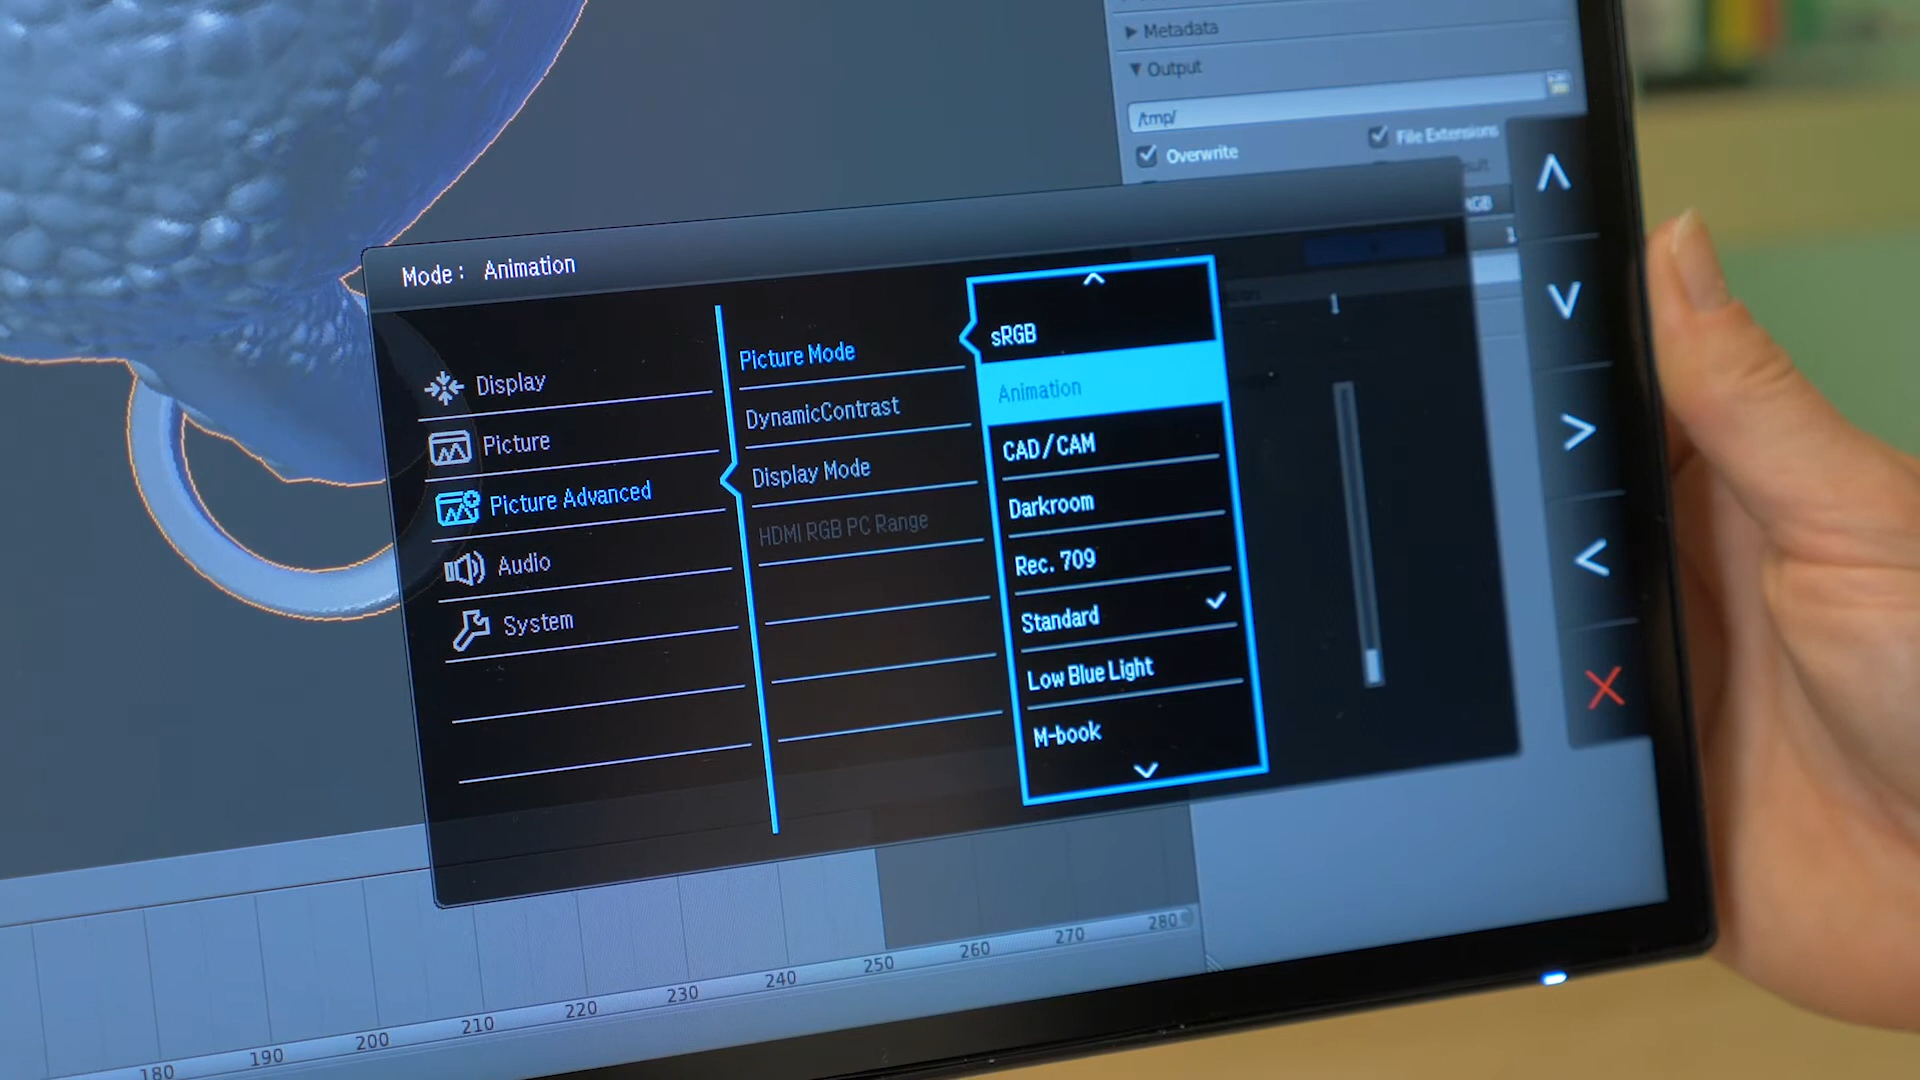 Metadata
Output
/tmp/
File Extensions
Overwrite
RGB
1
Mode: Animation
Display
Picture
Picture Advanced
Audio
System
Picture Mode
DynamicContrast
Display Mode
HDMI RGB PC Range
sRGB
Animation
CAD/CAM
Darkroom
Rec. 709
Standard
Low Blue Light
M-book
1
180 190 200 210 220 230 240 250 260 270 280